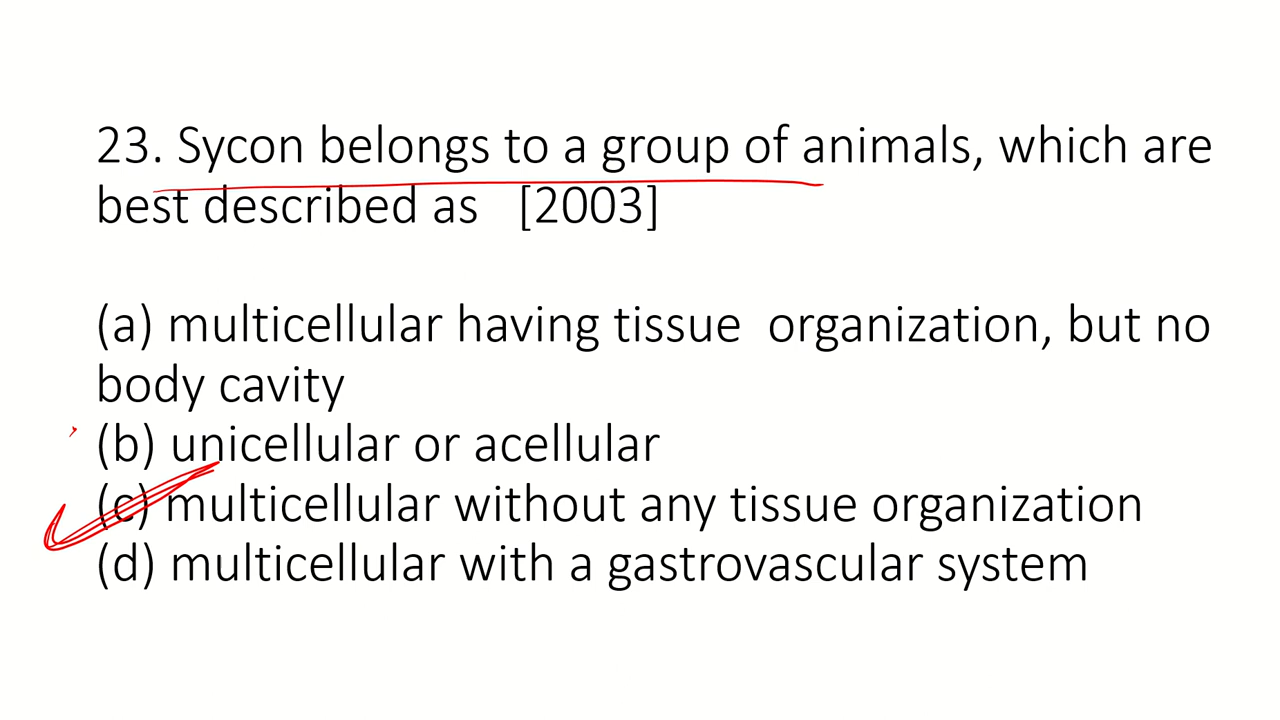 23. Sycon belongs to a group of animals, which are
best described as [2003]
(a) multicellular having tissue organization, but no
body cavity
(b) unicellular or acellular
(c) multicellular without any tissue organization
(d) multicellular with a gastrovascular system